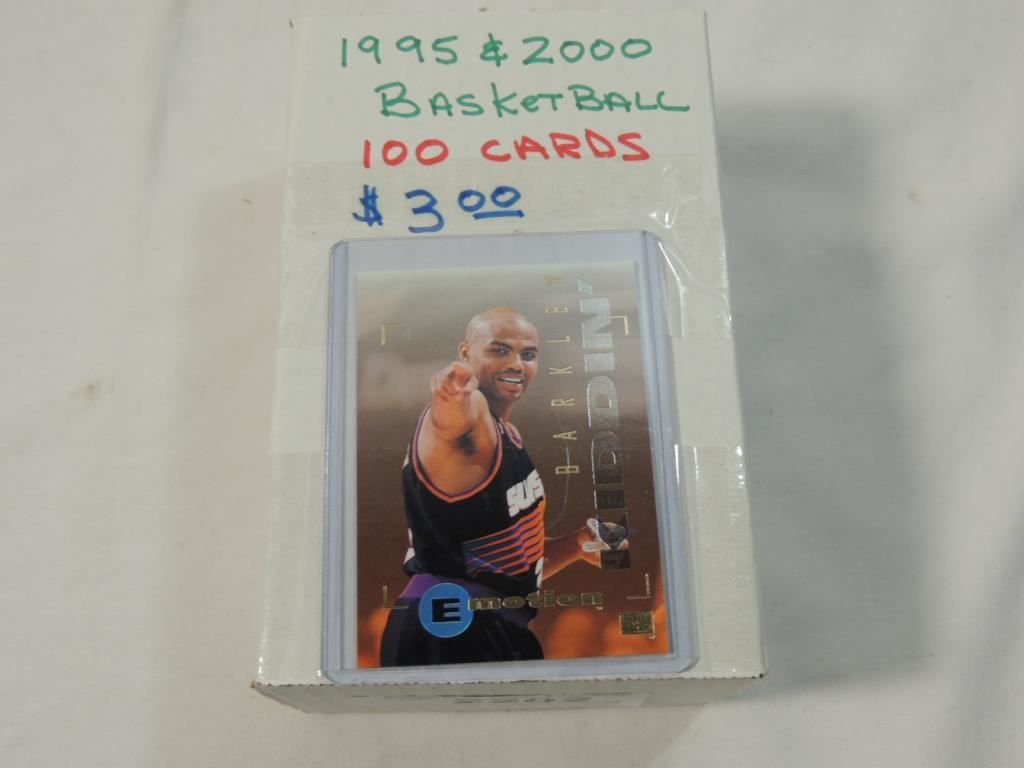 1995 & 2000
BASKETBALL
100 CARDS
$ 3 00
BARKLEY
KIDDIN'
SUNS
Emotion